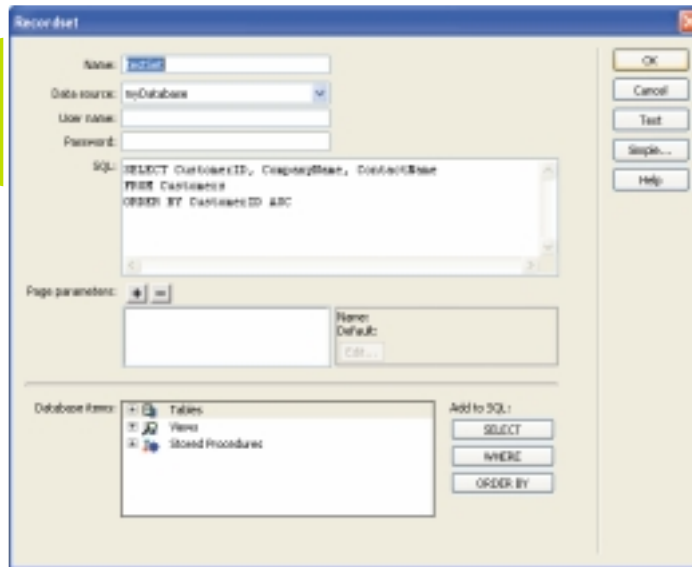 Recordset
Name:
Data source: myDatabase
User name:
Password:
SQL: SELECT CustomerID, CompanyName, ContactName
FROM Customers
ORDER BY CustomerID ASC
Page parameters: + -
Name:
Default:
Edit...
Database items:
Tables
Views
Stored Procedures
Add to SQL:
SELECT
WHERE
ORDER BY
OK
Cancel
Test
Simple...
Help